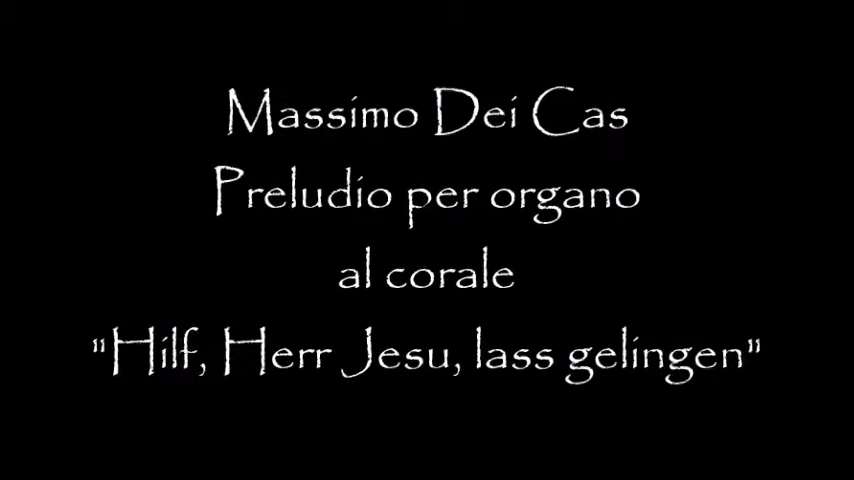 Massimo Dei Cas
Preludio per organo
al corale
"Hilf, Herr Jesu, lass gelingen"